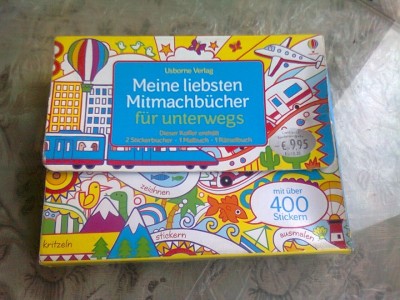 Usborne Verlag
Meine liebsten
Mitmachbücher
für unterwegs
Dieser Koffer enthält
2 Stickerbücher · 1 Malbuch · 1 Rätselbuch
€ 9.95
zeichnen
mit über
400
Stickern
kritzeln
stickern
ausmalen